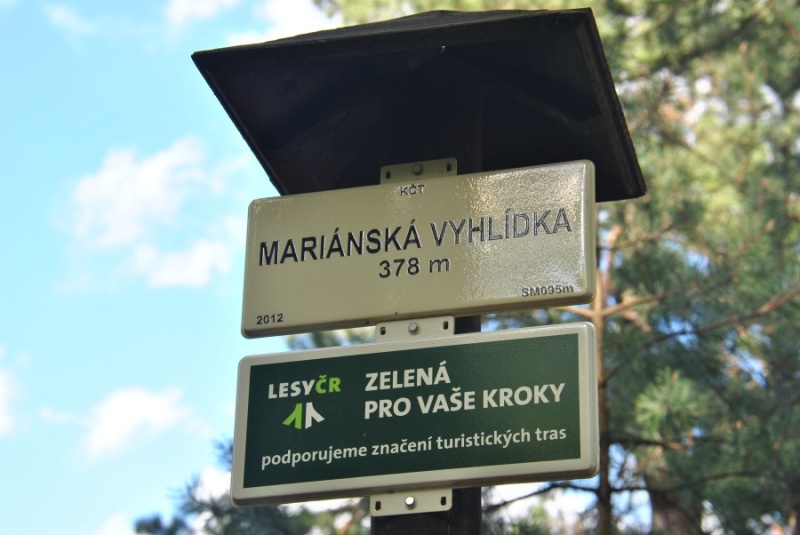 KČT
MARIÁNSKÁ VYHLÍDKA
378 m
2012
SM095m
LESYČR
ZELENÁ
PRO VAŠE KROKY
podporujeme značení turistických tras